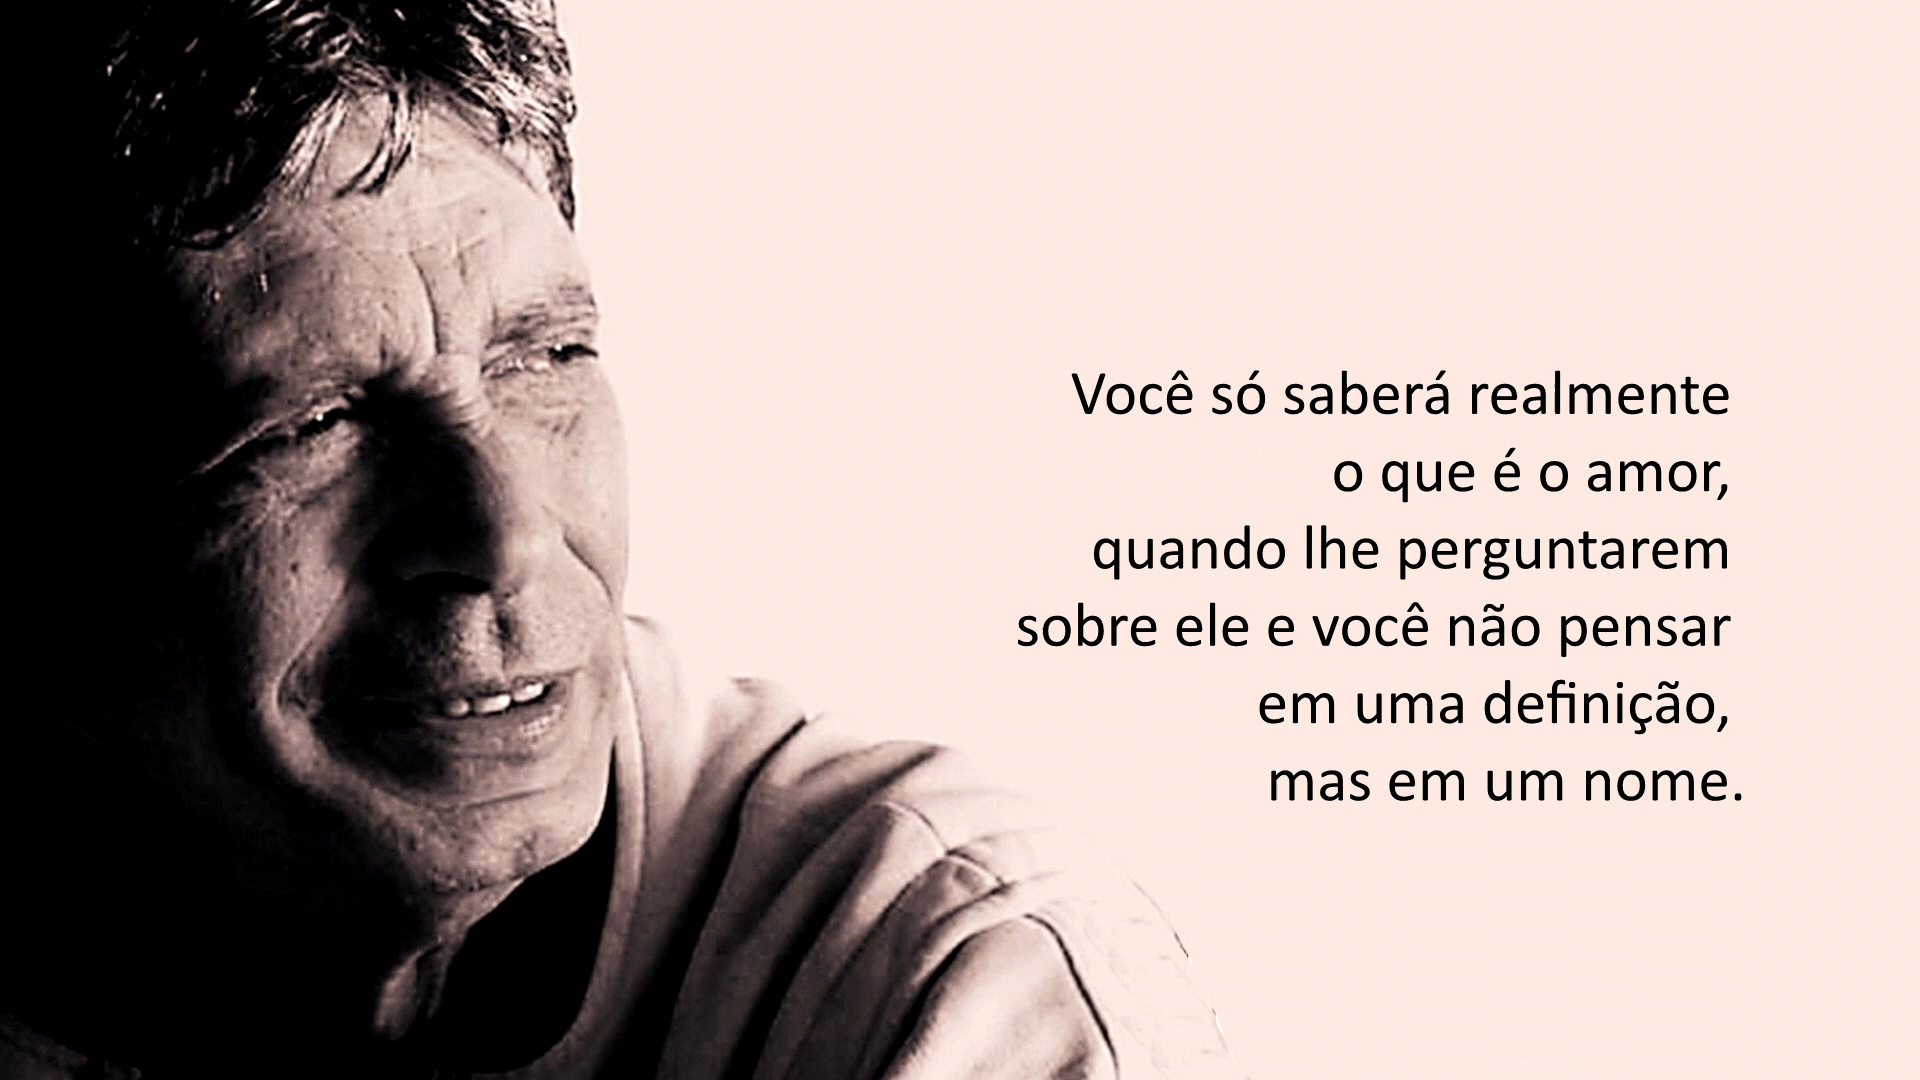 Você só saberá realmente
o que é o amor,
quando lhe perguntarem
sobre ele e você não pensar
em uma definição,
mas em um nome.